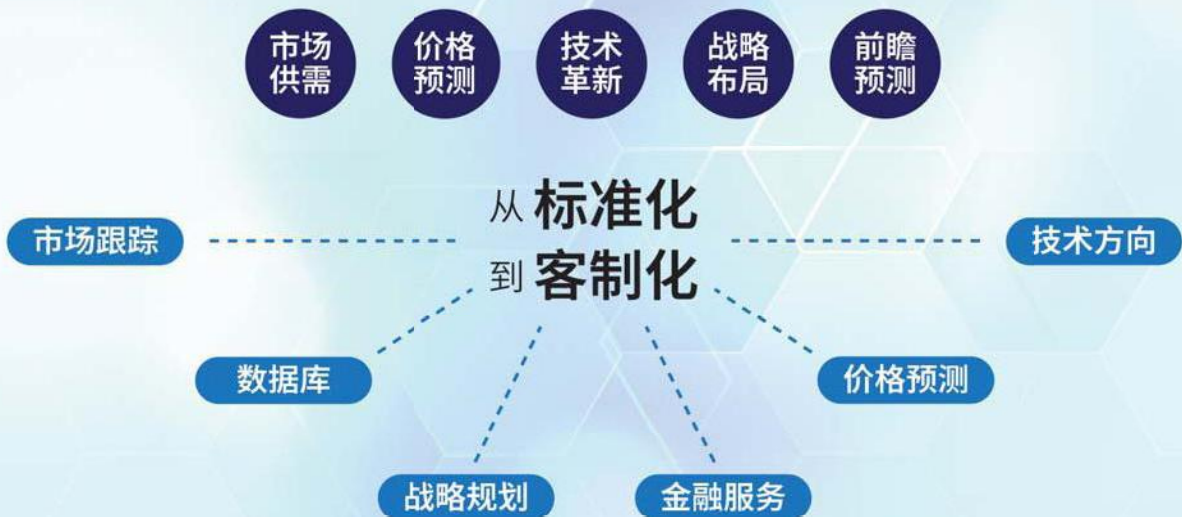 市场
供需
价格
预测
技术
革新
战略
布局
前瞻
预测
从 标准化
到 客制化
市场跟踪
技术方向
数据库
价格预测
战略规划
金融服务